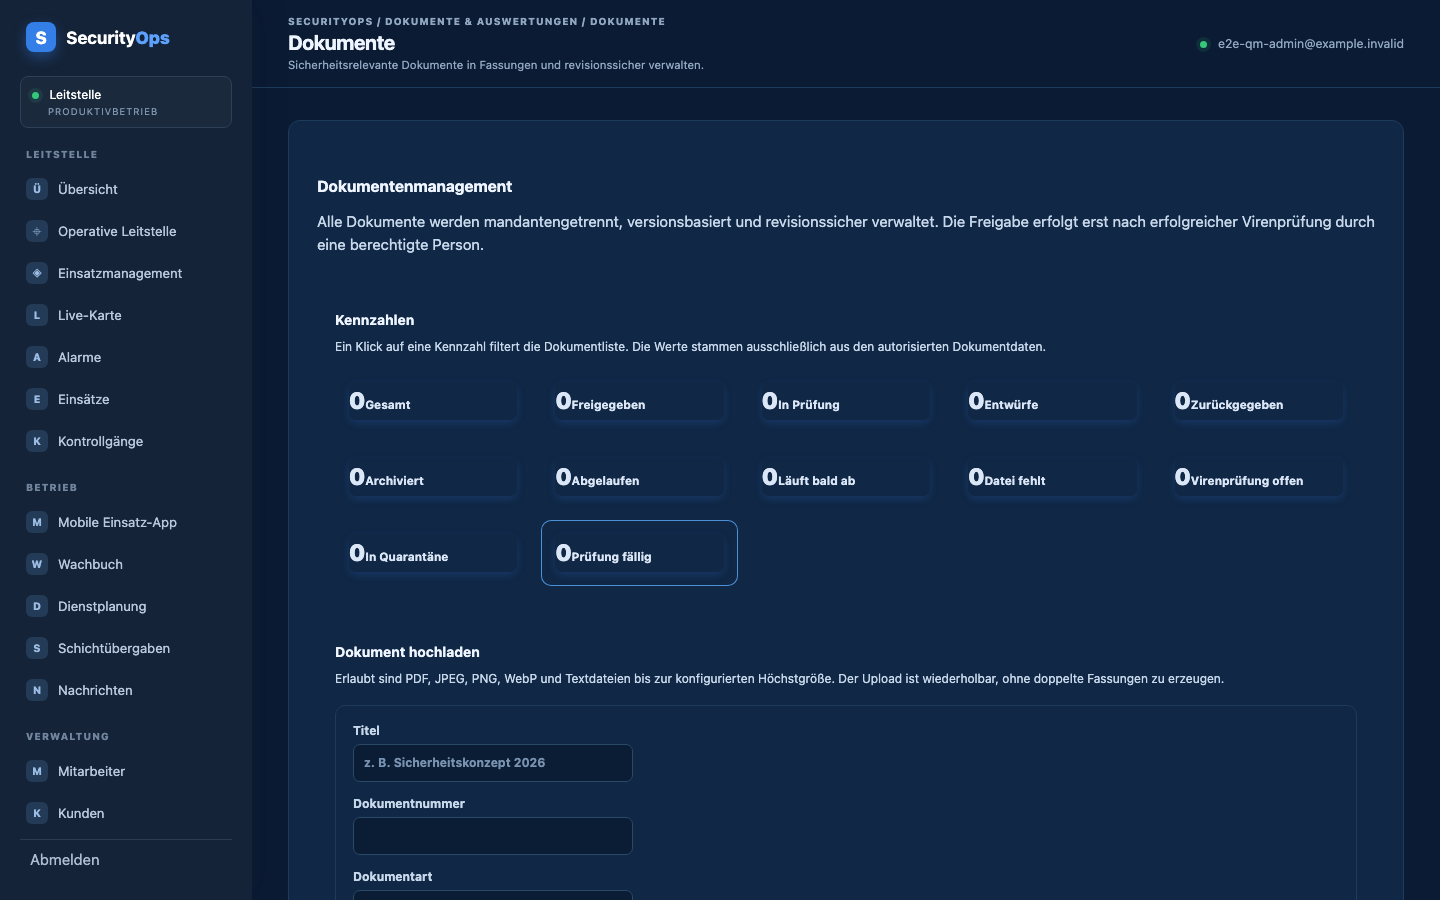 S SecurityOps
Leitstelle
PRODUKTIVBETRIEB
LEITSTELLE
Ü Übersicht
⌖ Operative Leitstelle
◈ Einsatzmanagement
L Live-Karte
A Alarme
E Einsätze
K Kontrollgänge
BETRIEB
M Mobile Einsatz-App
W Wachbuch
D Dienstplanung
S Schichtübergaben
N Nachrichten
VERWALTUNG
M Mitarbeiter
K Kunden
Abmelden
SECURITYOPS / DOKUMENTE & AUSWERTUNGEN / DOKUMENTE
Dokumente
Sicherheitsrelevante Dokumente in Fassungen und revisionssicher verwalten.
e2e-qm-admin@example.invalid
Dokumentenmanagement
Alle Dokumente werden mandantengetrennt, versionsbasiert und revisionssicher verwaltet. Die Freigabe erfolgt erst nach erfolgreicher Virenprüfung durch
eine berechtigte Person.
Kennzahlen
Ein Klick auf eine Kennzahl filtert die Dokumentliste. Die Werte stammen ausschließlich aus den autorisierten Dokumentdaten.
0 Gesamt 0 Freigegeben 0 In Prüfung 0 Entwürfe 0 Zurückgegeben
0 Archiviert 0 Abgelaufen 0 Läuft bald ab 0 Datei fehlt 0 Virenprüfung offen
0 In Quarantäne 0 Prüfung fällig
Dokument hochladen
Erlaubt sind PDF, JPEG, PNG, WebP und Textdateien bis zur konfigurierten Höchstgröße. Der Upload ist wiederholbar, ohne doppelte Fassungen zu erzeugen.
Titel
z. B. Sicherheitskonzept 2026
Dokumentnummer
Dokumentart